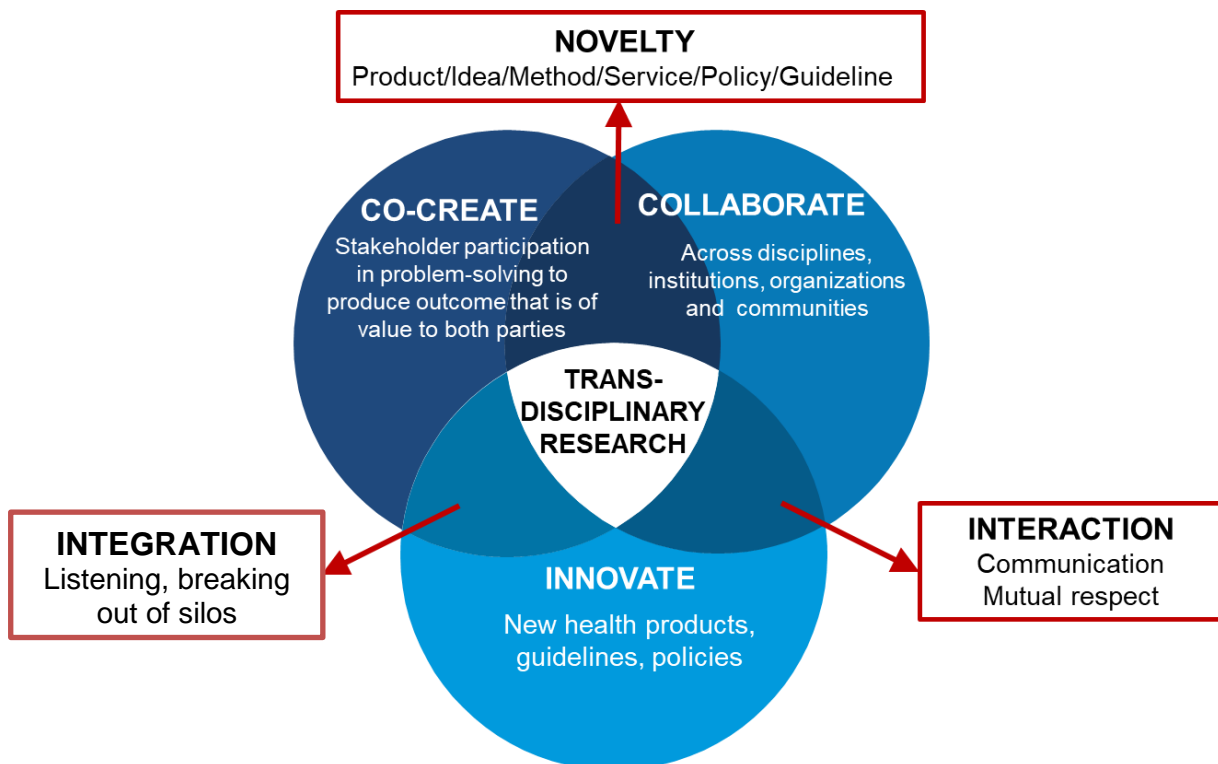 NOVELTY
Product/Idea/Method/Service/Policy/Guideline
CO-CREATE
Stakeholder participation
in problem-solving to
produce outcome that is of
value to both parties
COLLABORATE
Across disciplines,
institutions, organizations
and communities
TRANS-
DISCIPLINARY
RESEARCH
INTEGRATION
Listening, breaking
out of silos
INTERACTION
Communication
Mutual respect
INNOVATE
New health products,
guidelines, policies